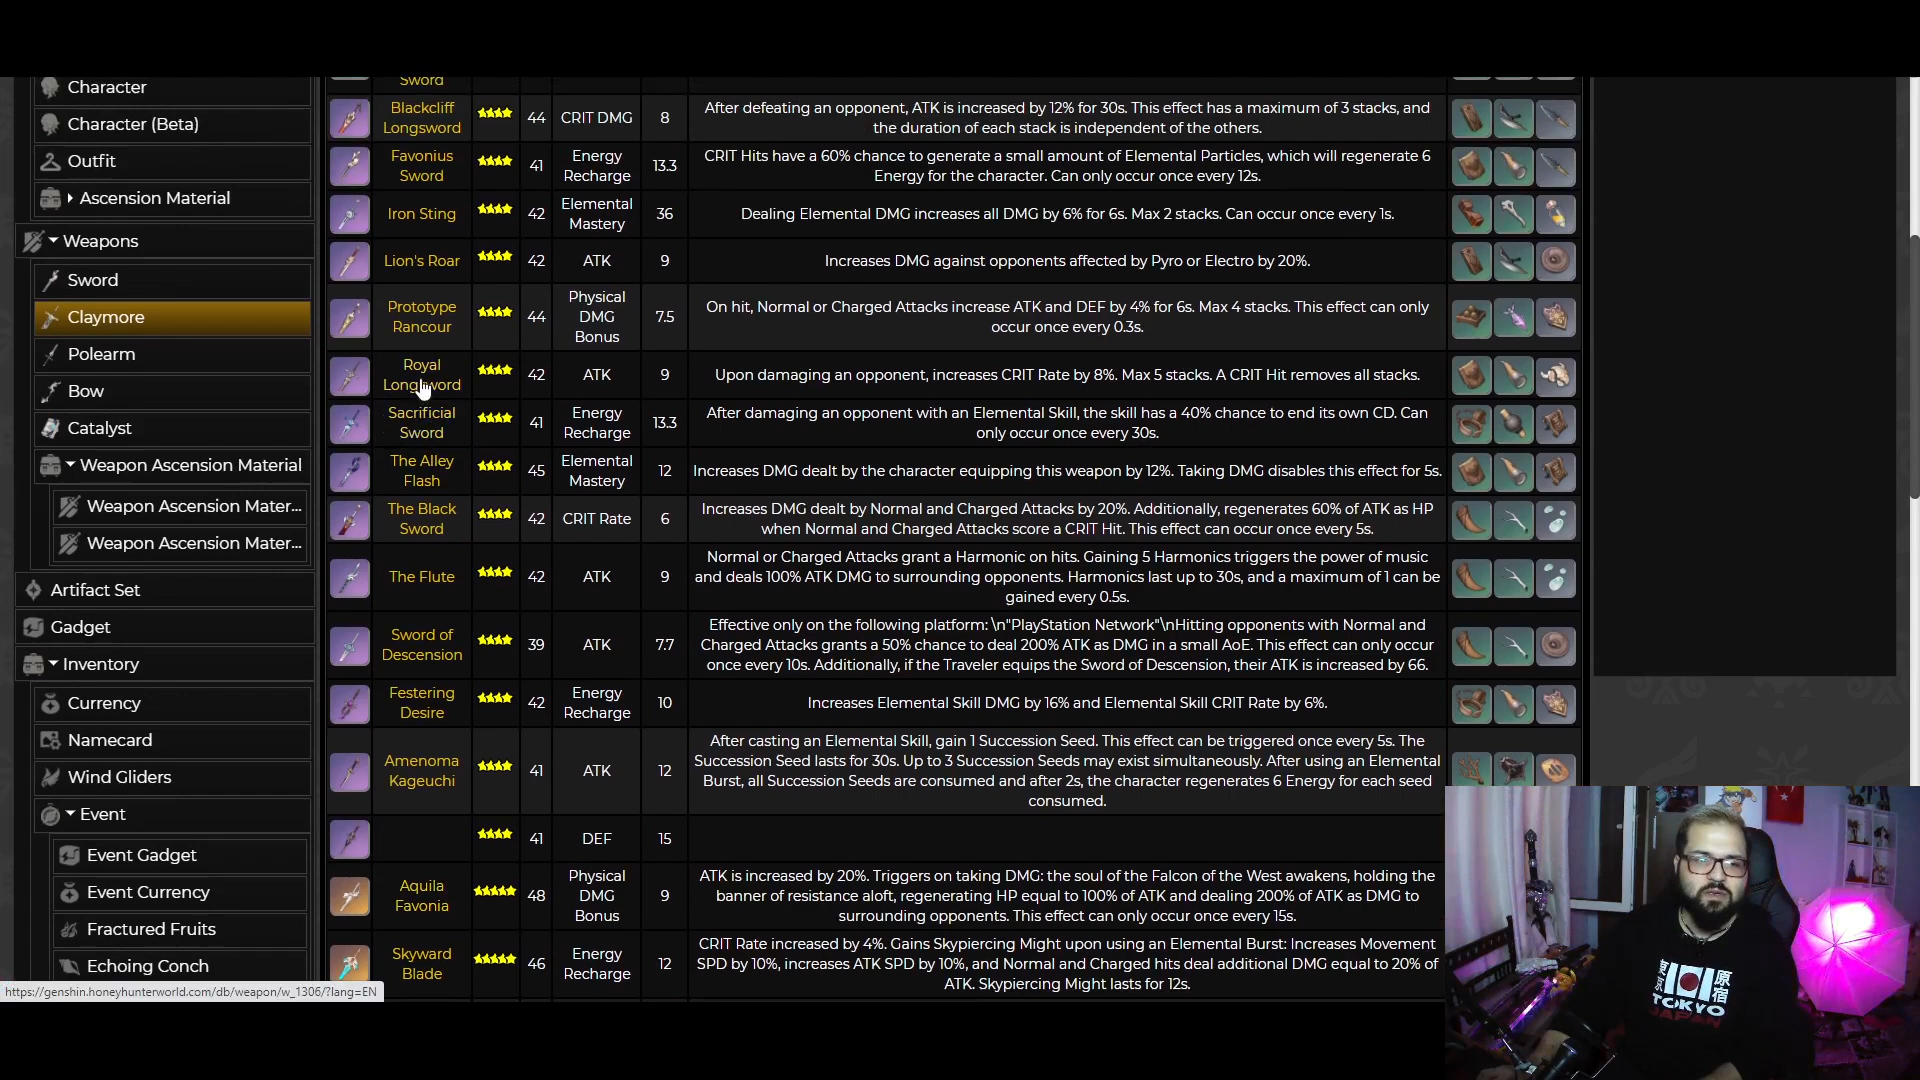 Character
Character (Beta)
Outfit
Ascension Material
Weapons
Sword
Claymore
Polearm
Bow
Catalyst
Weapon Ascension Material
Weapon Ascension Mater...
Weapon Ascension Mater...
Artifact Set
Gadget
Inventory
Currency
Namecard
Wind Gliders
Event
Event Gadget
Event Currency
Fractured Fruits
Echoing Conch
https://genshin.honeyhunterworld.com/db/weapon/w_1306/?lang=EN
Sword
Blackcliff
Longsword
44
CRIT DMG
8
After defeating an opponent, ATK is increased by 12% for 30s. This effect has a maximum of 3 stacks, and
the duration of each stack is independent of the others.
Favonius
Sword
41
Energy
Recharge
13.3
CRIT Hits have a 60% chance to generate a small amount of Elemental Particles, which will regenerate 6
Energy for the character. Can only occur once every 12s.
Iron Sting
42
Elemental
Mastery
36
Dealing Elemental DMG increases all DMG by 6% for 6s. Max 2 stacks. Can occur once every 1s.
Lion's Roar
42
ATK
9
Increases DMG against opponents affected by Pyro or Electro by 20%.
Prototype
Rancour
44
Physical
DMG
Bonus
7.5
On hit, Normal or Charged Attacks increase ATK and DEF by 4% for 6s. Max 4 stacks. This effect can only
occur once every 0.3s.
Royal
Longsword
42
ATK
9
Upon damaging an opponent, increases CRIT Rate by 8%. Max 5 stacks. A CRIT Hit removes all stacks.
Sacrificial
Sword
41
Energy
Recharge
13.3
After damaging an opponent with an Elemental Skill, the skill has a 40% chance to end its own CD. Can
only occur once every 30s.
The Alley
Flash
45
Elemental
Mastery
12
Increases DMG dealt by the character equipping this weapon by 12%. Taking DMG disables this effect for 5s.
The Black
Sword
42
CRIT Rate
6
Increases DMG dealt by Normal and Charged Attacks by 20%. Additionally, regenerates 60% of ATK as HP
when Normal and Charged Attacks score a CRIT Hit. This effect can occur once every 5s.
The Flute
42
ATK
9
Normal or Charged Attacks grant a Harmonic on hits. Gaining 5 Harmonics triggers the power of music
and deals 100% ATK DMG to surrounding opponents. Harmonics last up to 30s, and a maximum of 1 can be
gained every 0.5s.
Sword of
Descension
39
ATK
7.7
Effective only on the following platform: \n"PlayStation Network"\nHitting opponents with Normal and
Charged Attacks grants a 50% chance to deal 200% ATK as DMG in a small AoE. This effect can only occur
once every 10s. Additionally, if the Traveler equips the Sword of Descension, their ATK is increased by 66.
Festering
Desire
42
Energy
Recharge
10
Increases Elemental Skill DMG by 16% and Elemental Skill CRIT Rate by 6%.
Amenoma
Kageuchi
41
ATK
12
After casting an Elemental Skill, gain 1 Succession Seed. This effect can be triggered once every 5s. The
Succession Seed lasts for 30s. Up to 3 Succession Seeds may exist simultaneously. After using an Elemental
Burst, all Succession Seeds are consumed and after 2s, the character regenerates 6 Energy for each seed
consumed.
41
DEF
15
Aquila
Favonia
48
Physical
DMG
Bonus
9
ATK is increased by 20%. Triggers on taking DMG: the soul of the Falcon of the West awakens, holding the
banner of resistance aloft, regenerating HP equal to 100% of ATK and dealing 200% of ATK as DMG to
surrounding opponents. This effect can only occur once every 15s.
Skyward
Blade
46
Energy
Recharge
12
CRIT Rate increased by 4%. Gains Skypiercing Might upon using an Elemental Burst: Increases Movement
SPD by 10%, increases ATK SPD by 10%, and Normal and Charged hits deal additional DMG equal to 20% of
ATK. Skypiercing Might lasts for 12s.
原宿
TOKYO
JAPAN